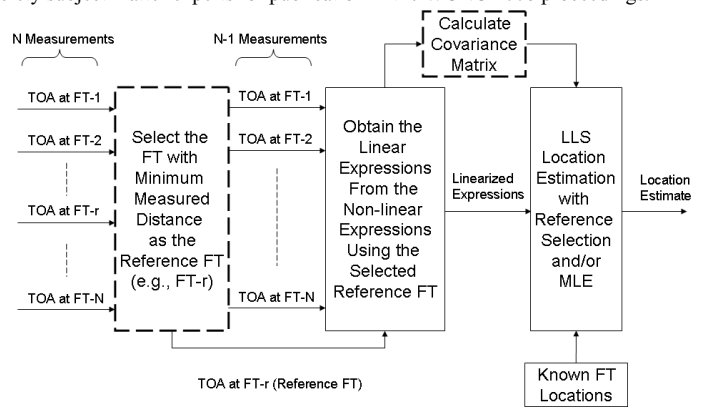 N Measurements
N-1 Measurements
Calculate
Covariance
Matrix
TOA at FT-1
TOA at FT-2
TOA at FT-r
TOA at FT-N
Select the
FT with
Minimum
Measured
Distance
as the
Reference FT
(e.g., FT-r)
TOA at FT-1
TOA at FT-2
TOA at FT-N
Obtain the
Linear
Expressions
From the
Non-linear
Expressions
Using the
Selected
Reference FT
Linearized
Expressions
LLS
Location
Estimation
with
Reference
Selection
and/or
MLE
Location
Estimate
TOA at FT-r (Reference FT)
Known FT
Locations